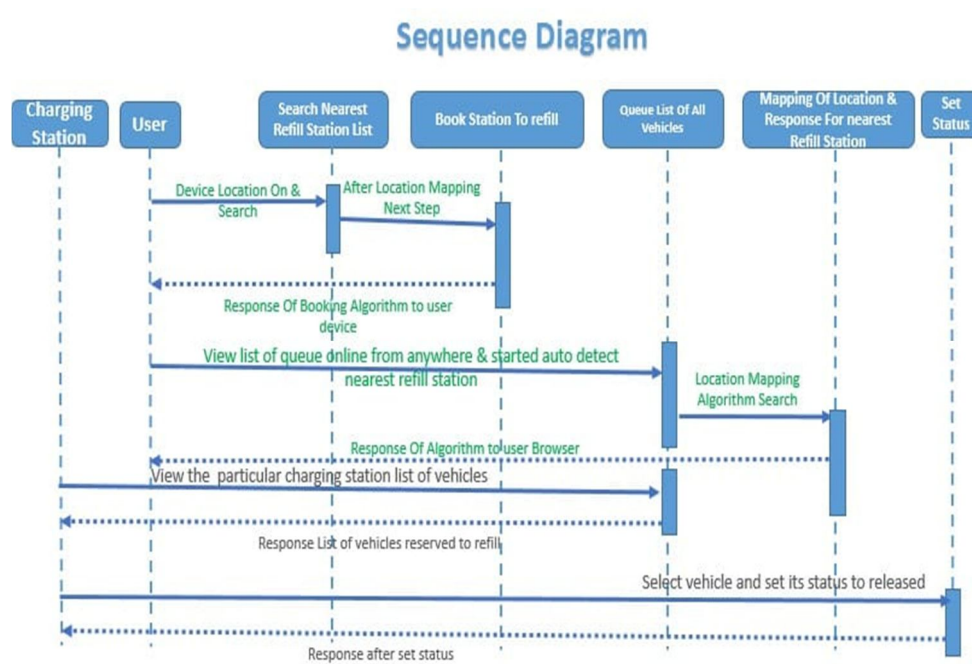 Sequence Diagram
Charging
Station
User
Search Nearest
Refill Station List
Book Station To refill
Queue List Of All
Vehicles
Mapping Of Location &
Response For nearest
Refill Station
Set
Status
Device Location On &
Search
After Location Mapping
Next Step
Response Of Booking Algorithm to user
device
View list of queue online from anywhere & started auto detect
nearest refill station
Location Mapping
Algorithm Search
Response Of Algorithm to user Browser
View the particular charging station list of vehicles
Response List of vehicles reserved to refill
Select vehicle and set its status to released
Response after set status